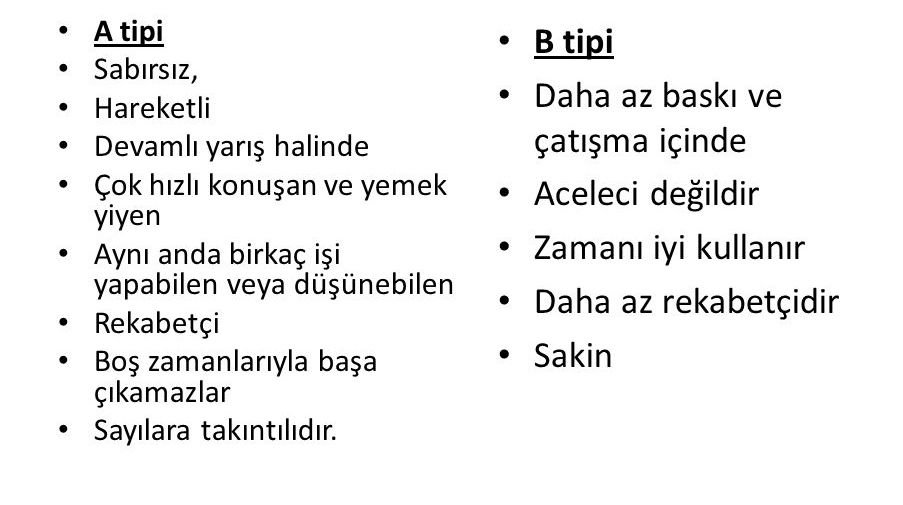 • A tipi
• Sabırsız,
• Hareketli
• Devamlı yarış halinde
• Çok hızlı konuşan ve yemek
yiyen
• Aynı anda birkaç işi
yapabilen veya düşünebilen
• Rekabetçi
• Boş zamanlarıyla başa
çıkamazlar
• Sayılara takıntılıdır.
• B tipi
• Daha az baskı ve
çatışma içinde
• Aceleci değildir
• Zamanı iyi kullanır
• Daha az rekabetçidir
• Sakin